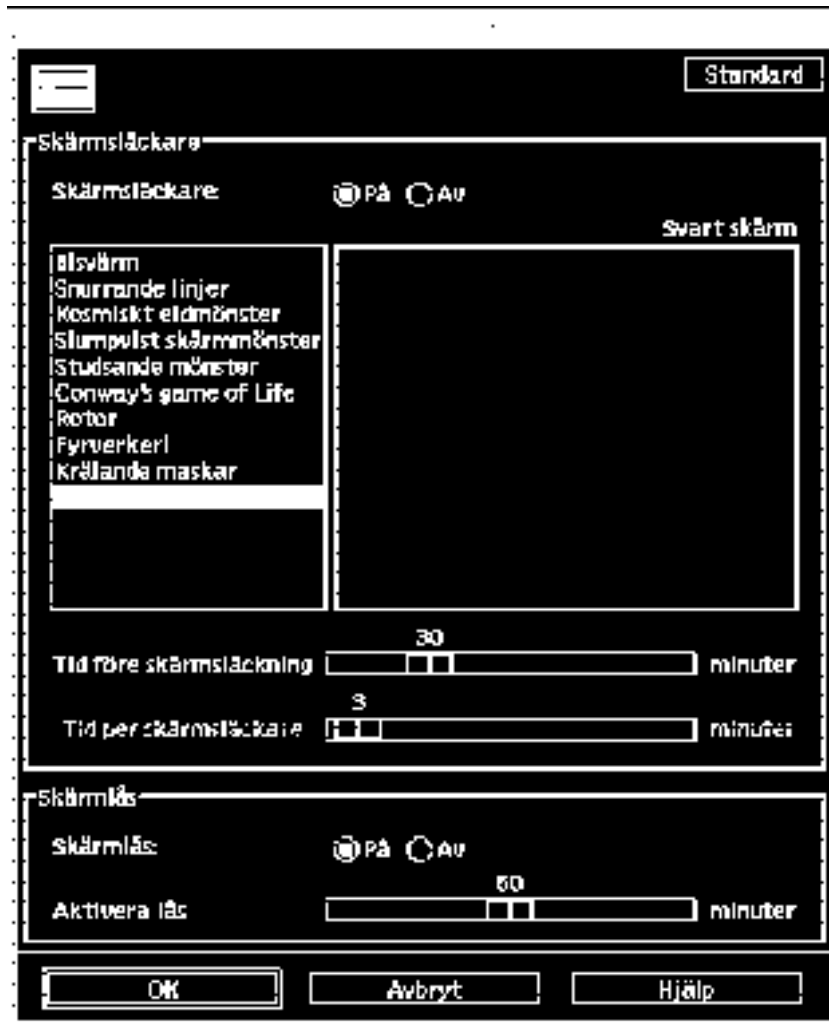 Standard
Skärmsläckare
Skärmsläckare: På Av
Svart skärm
Bisvärm
Snurrande linjer
Kosmiskt eldmönster
Slumpvist skärmmönster
Studsande mönster
Conway's game of Life
Rotor
Fyrverkeri
Krälande maskar
30
Tid före skärmsläckning minuter
3
Tid per skärmsläckare minuter
Skärmlås
Skärmlås: På Av
60
Aktivera lås minuter
OK Avbryt Hjälp